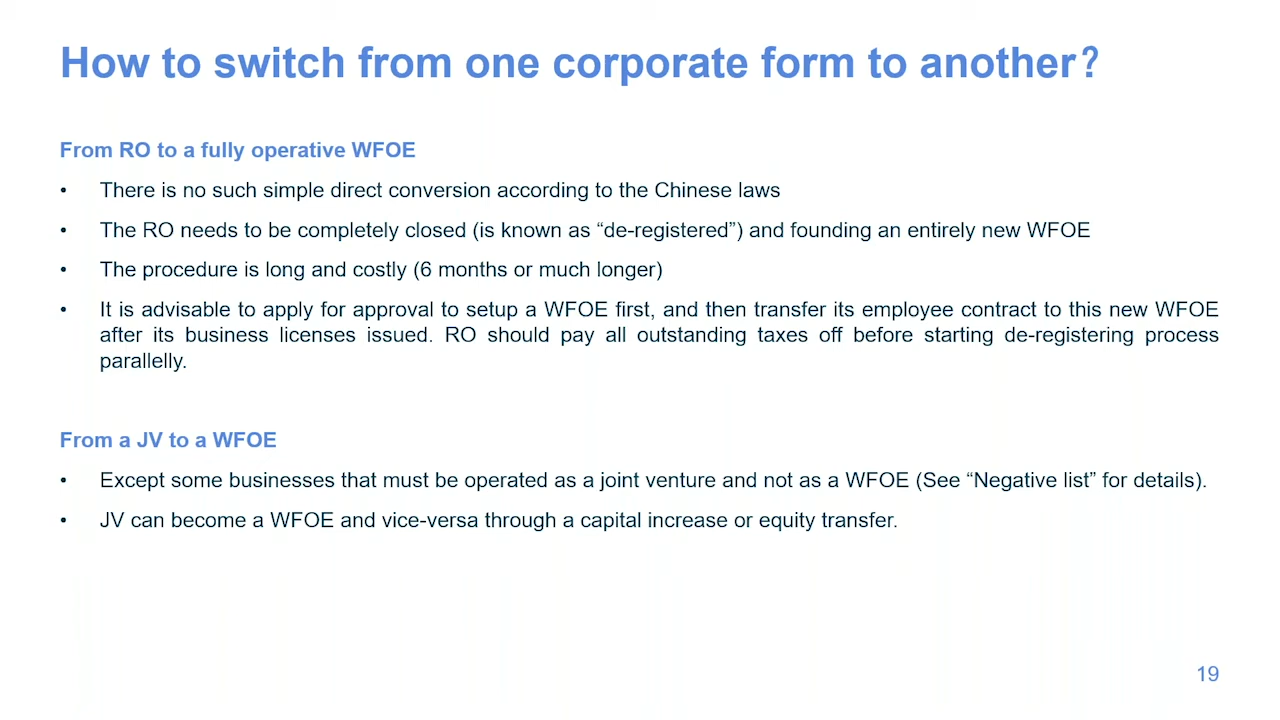 How to switch from one corporate form to another?
From RO to a fully operative WFOE
• There is no such simple direct conversion according to the Chinese laws
• The RO needs to be completely closed (is known as “de-registered”) and founding an entirely new WFOE
• The procedure is long and costly (6 months or much longer)
• It is advisable to apply for approval to setup a WFOE first, and then transfer its employee contract to this new WFOE
after its business licenses issued. RO should pay all outstanding taxes off before starting de-registering process
parallelly.
From a JV to a WFOE
• Except some businesses that must be operated as a joint venture and not as a WFOE (See “Negative list” for details).
• JV can become a WFOE and vice-versa through a capital increase or equity transfer.
19